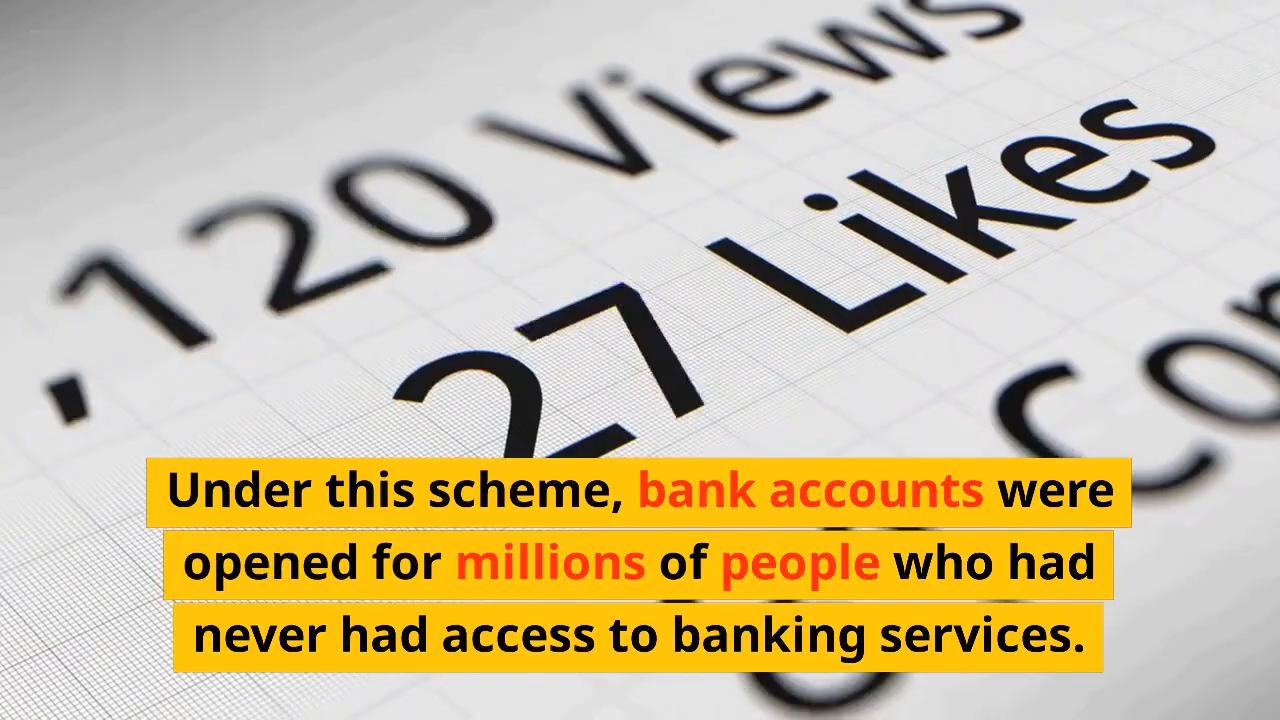 ,120 Views
27 Likes
Under this scheme, bank accounts were
opened for millions of people who had
never had access to banking services.